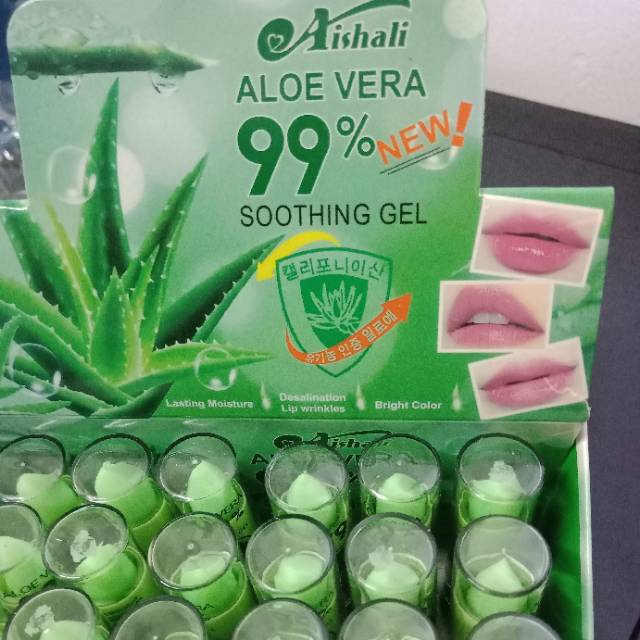 Aishali
ALOE VERA
99%
NEW!
SOOTHING GEL
캘리포니아산
유기농 인증 알로에
Lasting Moisture
Desalination
Lip wrinkles
Bright Color
Aishali